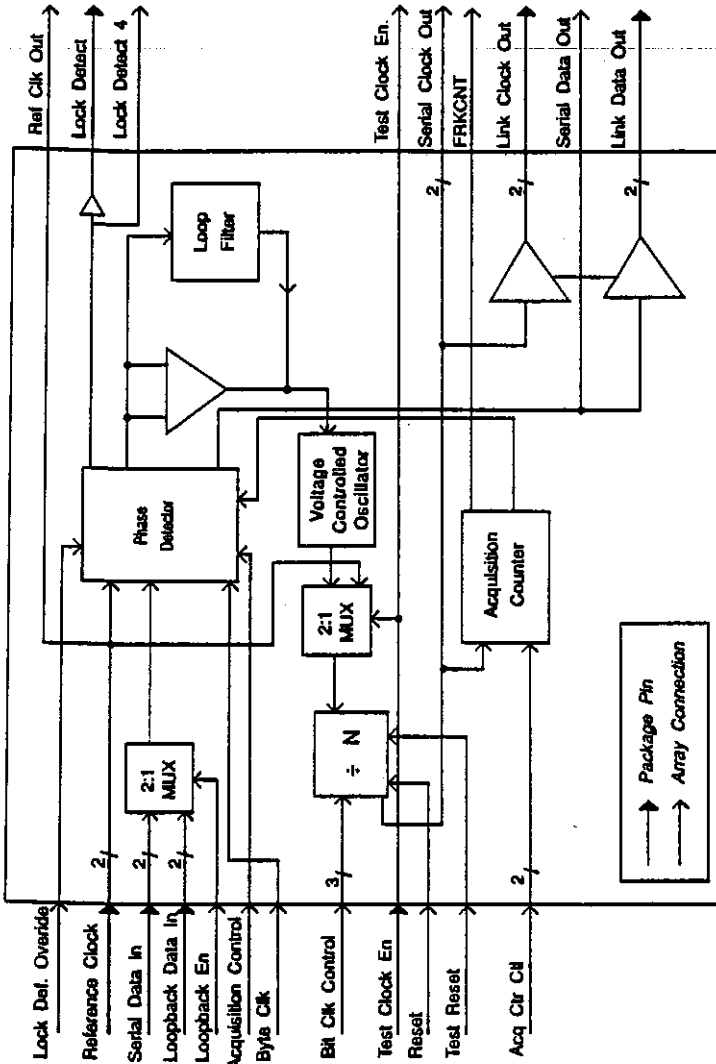 Lock Det. Override
Reference Clock
Serial Data In
Loopback Data In
Loopback En
Acquisition Control
Byte Clk
Bit Clk Control
Test Clock En
Reset
Test Reset
Acq Ctr Ctl
2
2
2
3
2
2:1
MUX
÷ N
2:1
MUX
Phase
Detector
Voltage
Controlled
Oscillator
Acquisition
Counter
Loop
Filter
2
2
2
Package Pin
Array Connection
Ref Clk Out
Lock Detect
Lock Detect 4
Test Clock En.
Serial Clock Out
FRKCNT
Link Clock Out
Serial Data Out
Link Data Out